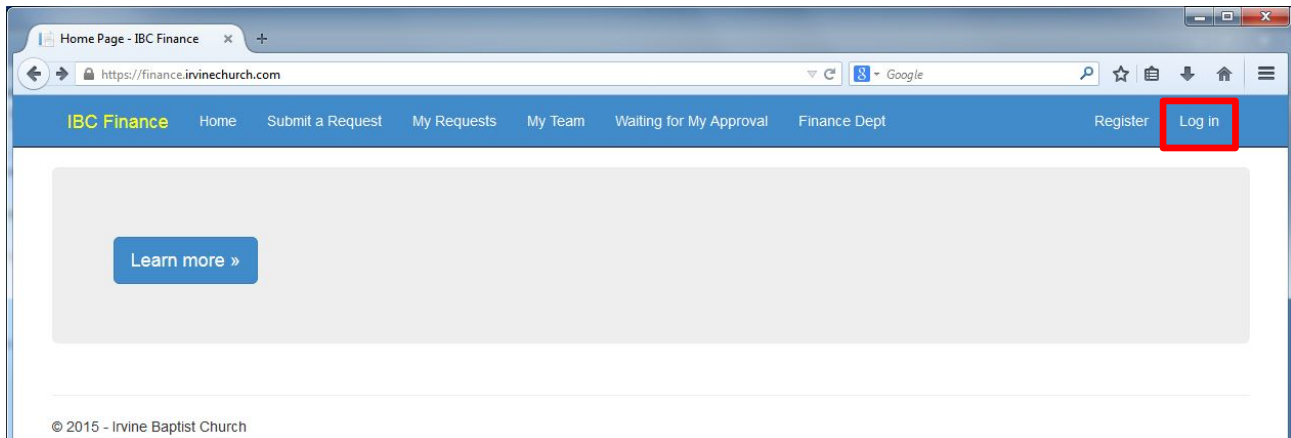 Home Page - IBC Finance
https://finance.irvinechurch.com
Google
IBC Finance Home Submit a Request My Requests My Team Waiting for My Approval Finance Dept Register Log in
Learn more »
© 2015 - Irvine Baptist Church